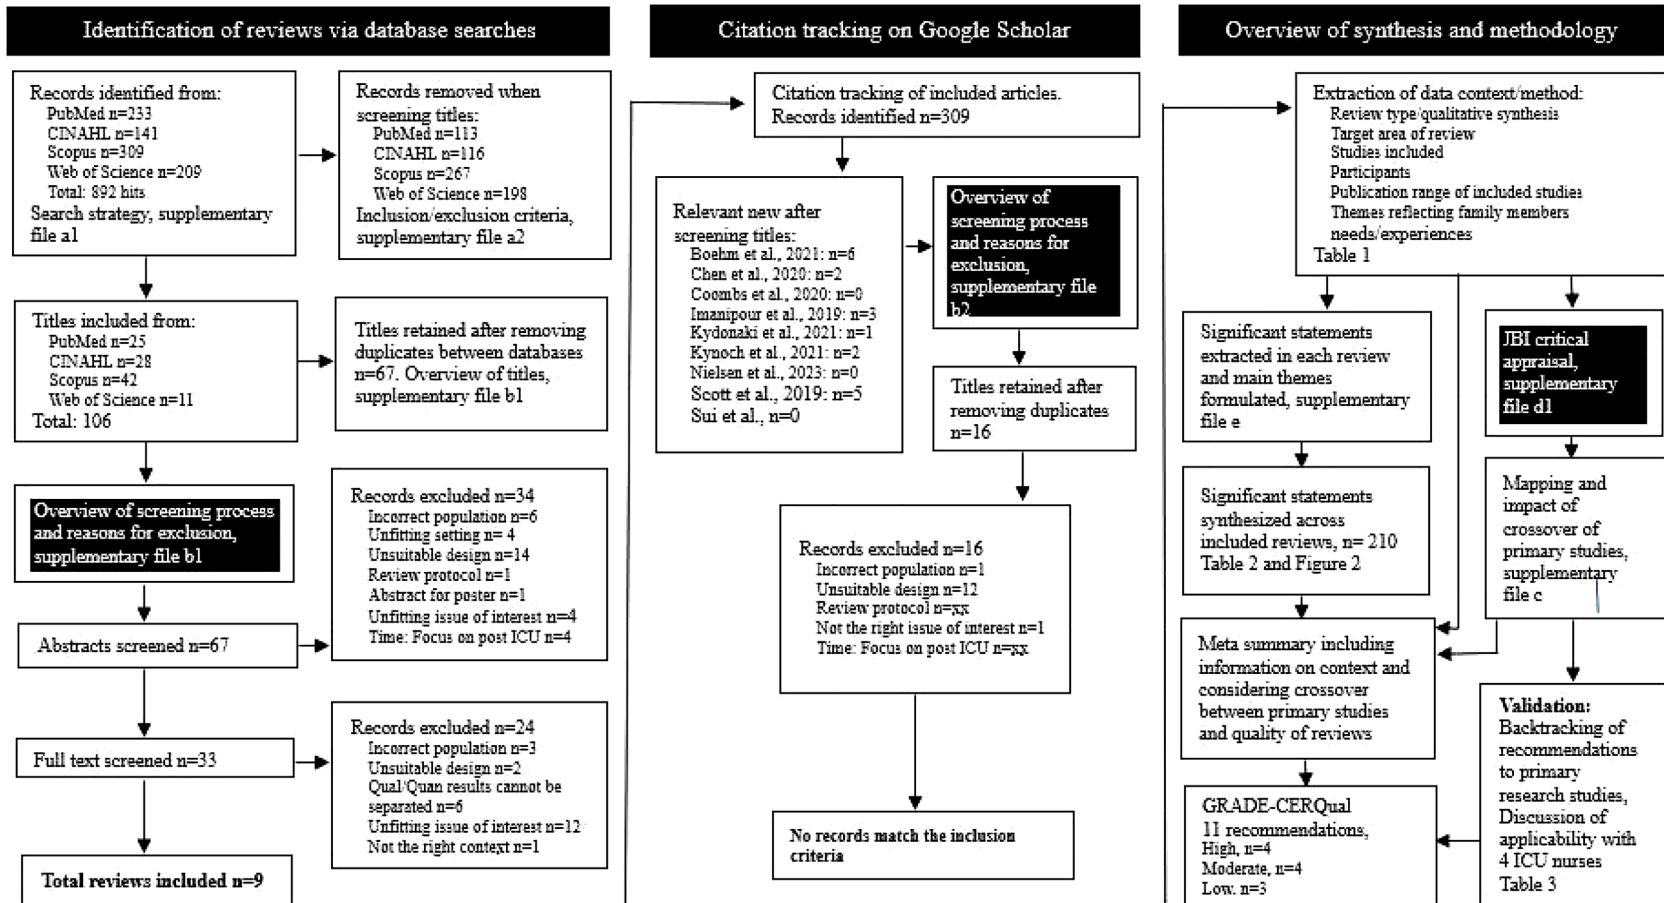 Identification of reviews via database searches
Records identified from:
PubMed n=233
CINAHL n=141
Scopus n=309
Web of Science n=209
Total: 892 hits
Search strategy, supplementary
file a1
Records removed when
screening titles:
PubMed n=113
CINAHL n=116
Scopus n=267
Web of Science n=198
Inclusion/exclusion criteria,
supplementary file a2
Titles included from:
PubMed n=25
CINAHL n=28
Scopus n=42
Web of Science n=11
Total: 106
Titles retained after removing
duplicates between databases
n=67. Overview of titles,
supplementary file b1
Overview of screening process
and reasons for exclusion,
supplementary file b1
Records excluded n=34
Incorrect population n=6
Unfitting setting n= 4
Unsuitable design n=14
Review protocol n=1
Abstract for poster n=1
Unfitting issue of interest n=4
Time: Focus on post ICU n=4
Abstracts screened n=67
Records excluded n=24
Incorrect population n=3
Unsuitable design n=2
Qual/Quan results cannot be
separated n=6
Unfitting issue of interest n=12
Not the right context n=1
Full text screened n=33
Total reviews included n=9
Citation tracking on Google Scholar
Citation tracking of included articles.
Records identified n=309
Relevant new after
screening titles:
Boehm et al., 2021: n=6
Chen et al., 2020: n=2
Coombs et al., 2020: n=0
Imanipour et al., 2019: n=3
Kydonaki et al., 2021: n=1
Kynoch et al., 2021: n=2
Nielsen et al., 2023: n=0
Scott et al., 2019: n=5
Sui et al., n=0
Overview of
screening process
and reasons for
exclusion,
supplementary file
b2
Titles retained after
removing duplicates
n=16
Records excluded n=16
Incorrect population n=1
Unsuitable design n=12
Review protocol n=xx
Not the right issue of interest n=1
Time: Focus on post ICU n=xx
No records match the inclusion
criteria
Overview of synthesis and methodology
Extraction of data context/method:
Review type/qualitative synthesis
Target area of review
Studies included
Participants
Publication range of included studies
Themes reflecting family members
needs/experiences
Table 1
Significant statements
extracted in each review
and main themes
formulated, supplementary
file e
JBI critical
appraisal,
supplementary
file d1
Significant statements
synthesized across
included reviews, n= 210
Table 2 and Figure 2
Mapping and
impact of
crossover of
primary studies,
supplementary
file c
Meta summary including
information on context and
considering crossover
between primary studies
and quality of reviews
Validation:
Backtracking of
recommendations
to primary
research studies,
Discussion of
applicability with
4 ICU nurses
Table 3
GRADE-CERQual
11 recommendations,
High, n=4
Moderate, n=4
Low. n=3